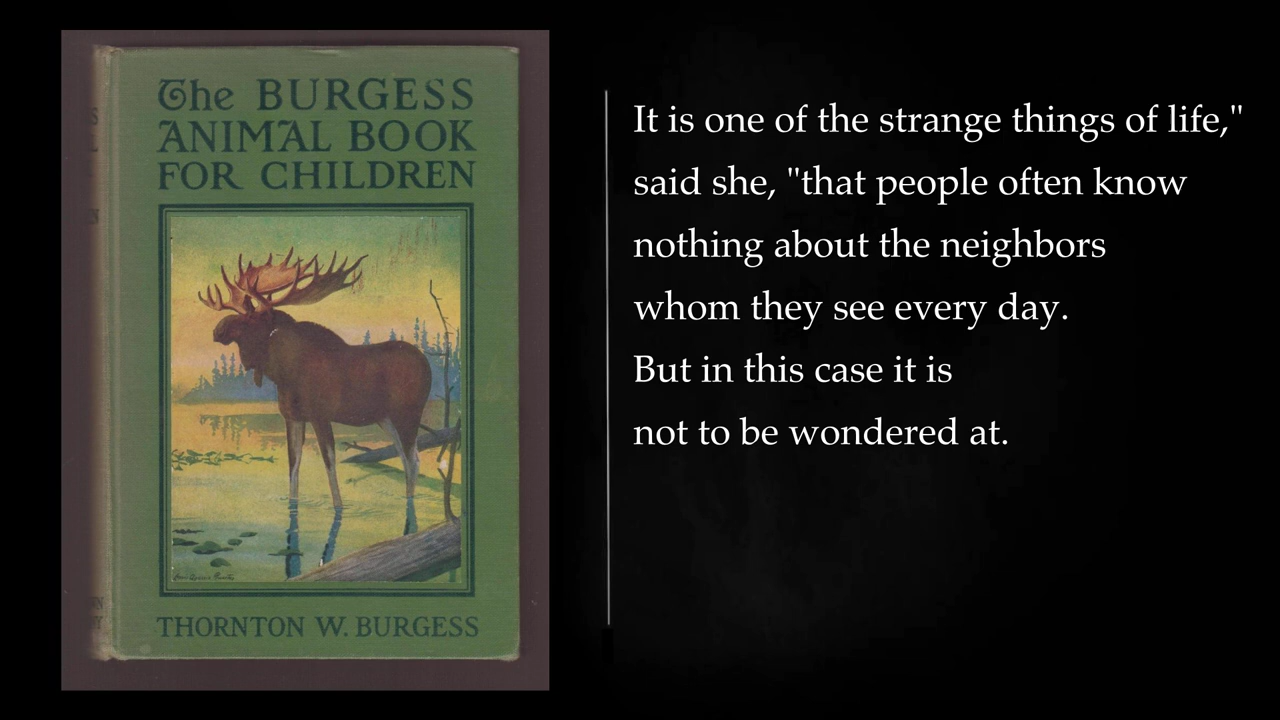 The BURGESS
ANIMAL BOOK
FOR CHILDREN
THORNTON W. BURGESS
It is one of the strange things of life,"
said she, "that people often know
nothing about the neighbors
whom they see every day.
But in this case it is
not to be wondered at.